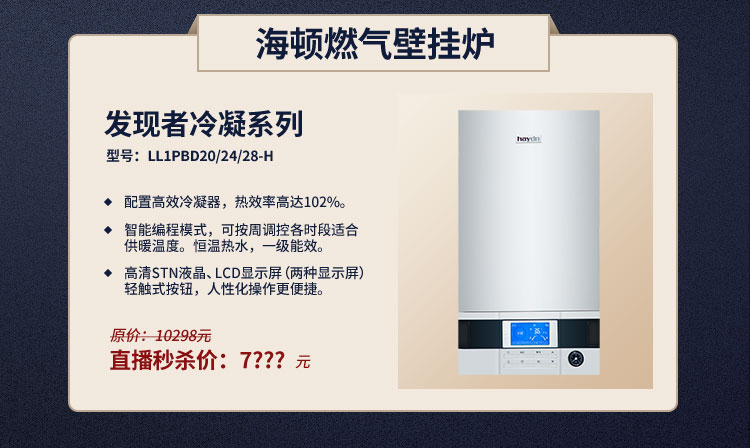 海顿燃气壁挂炉
发现者冷凝系列
型号：LL1PBD20/24/28-H
配置高效冷凝器，热效率高达102%。
智能编程模式，可按周调控各时段适合
供暖温度。恒温热水，一级能效。
高清STN液晶、LCD显示屏（两种显示屏）
轻触式按钮，人性化操作更便捷。
原价：10298元
直播秒杀价：7??? 元
haydn